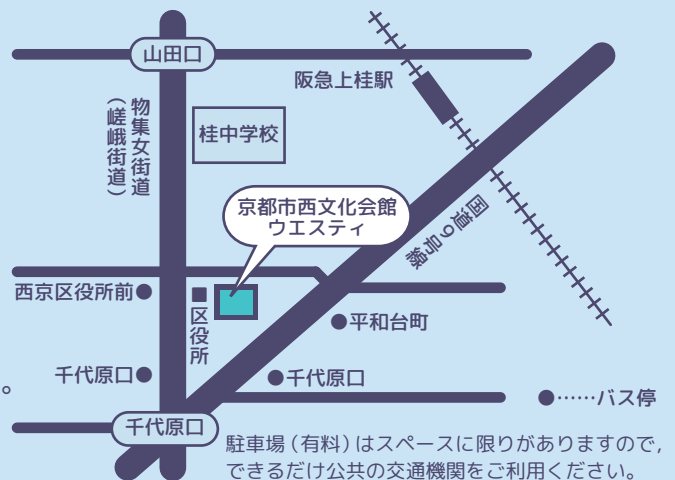 山田口
阪急上桂駅
物集女街道
（嵯峨街道）
桂中学校
京都市西文化会館
ウエスティ
国道9号線
西京区役所前●
■区役所
●平和台町
千代原口●
●千代原口
。
●……バス停
千代原口
駐車場（有料）はスペースに限りがありますので，
できるだけ公共の交通機関をご利用ください。